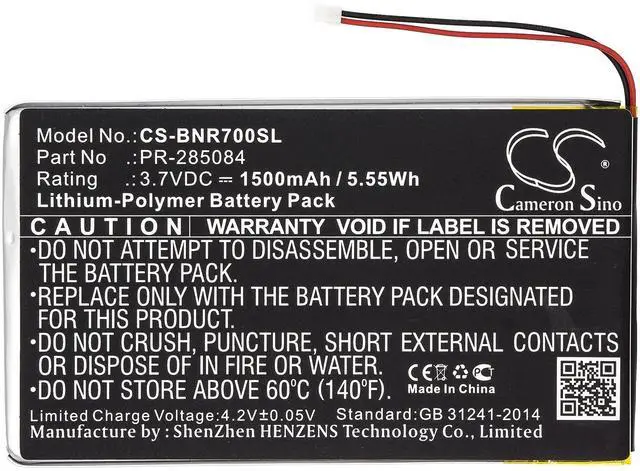 Model No.:CS-BNR700SL
Part No .:PR-285084
Rating .:3.7VDC ⎓ 1500mAh / 5.55Wh
Lithium-Polymer Battery Pack
CS
Cameron Sino
CAUTION WARRANTY VOID IF LABEL IS REMOVED
•DO NOT ATTEMPT TO DISASSEMBLE, OPEN OR SERVICE
THE BATTERY PACK.
•REPLACE ONLY WITH THE BATTERY PACK DESIGNATED
FOR THIS PRODUCT.
•DO NOT CRUSH, PUNCTURE, SHORT EXTERNAL CONTACTS
OR DISPOSE OF IN FIRE OR WATER.
•DO NOT STORE ABOVE 60°C (140°F).
CE
Made in China
Limited Charge Voltage:4.2V±0.05V Standard:GB 31241-2014
Manufacture by : ShenZhen HENZENS Technology Co., Limited